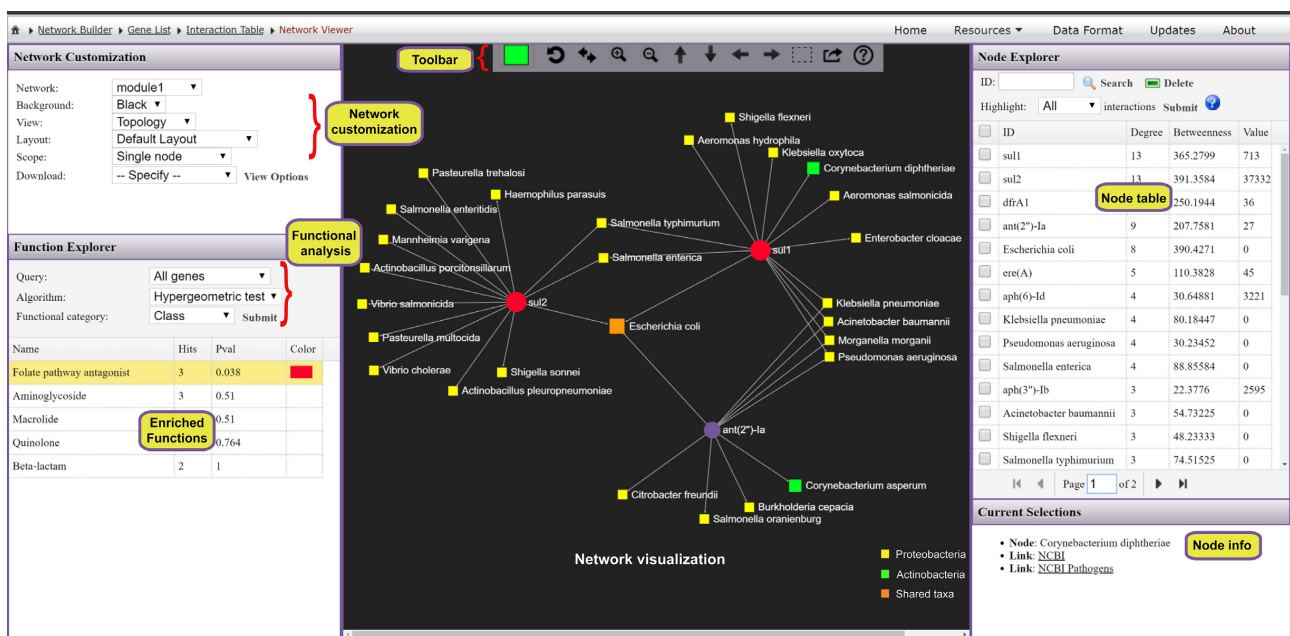 Network Builder Gene List Interaction Table Network Viewer
Home Resources Data Format Updates About
Network Customization
Network: module1
Background: Black
View: Topology
Layout: Default Layout
Scope: Single node
Download: -- Specify -- View Options
Network customization
Function Explorer
Functional analysis
Query: All genes
Algorithm: Hypergeometric test
Functional category: Class Submit
Name Hits Pval Color
Folate pathway antagonist 3 0.038
Aminoglycoside 3 0.51
Macrolide 0.51
Quinolone 0.764
Beta-lactam 2 1
Enriched Functions
Toolbar
Shigella flexneri
Aeromonas hydrophila
Klebsiella oxytoca
Corynebacterium diphtheriae
Pasteurella trehalosi
Haemophilus parasuis
Aeromonas salmonicida
Salmonella enteritidis
Salmonella typhimurium
Mannheimia varigena
Enterobacter cloacae
sul1
Salmonella enterica
Actinobacillus porcitonsillarum
Vibrio salmonicida
sul2
Klebsiella pneumoniae
Acinetobacter baumannii
Escherichia coli
Pasteurella multocida
Morganella morganii
Pseudomonas aeruginosa
Vibrio cholerae
Shigella sonnei
Actinobacillus pleuropneumoniae
ant(2")-Ia
Corynebacterium asperum
Citrobacter freundii
Burkholderia cepacia
Salmonella oranienburg
Network visualization
Proteobacteria
Actinobacteria
Shared taxa
Node Explorer
ID: Search Delete
Highlight: All interactions Submit
ID Degree Betweenness Value
sul1 13 365.2799 713
sul2 13 391.3584 37332
dfrA1 250.1944 36
Node table
ant(2")-Ia 9 207.7581 27
Escherichia coli 8 390.4271 0
ere(A) 5 110.3828 45
aph(6)-Id 4 30.64881 3221
Klebsiella pneumoniae 4 80.18447 0
Pseudomonas aeruginosa 4 30.23452 0
Salmonella enterica 4 88.85584 0
aph(3")-Ib 3 22.3776 2595
Acinetobacter baumannii 3 54.73225 0
Shigella flexneri 3 48.23333 0
Salmonella typhimurium 3 74.51525 0
Page 1 of 2
Current Selections
Node: Corynebacterium diphtheriae
Link: NCBI
Link: NCBI Pathogens
Node info